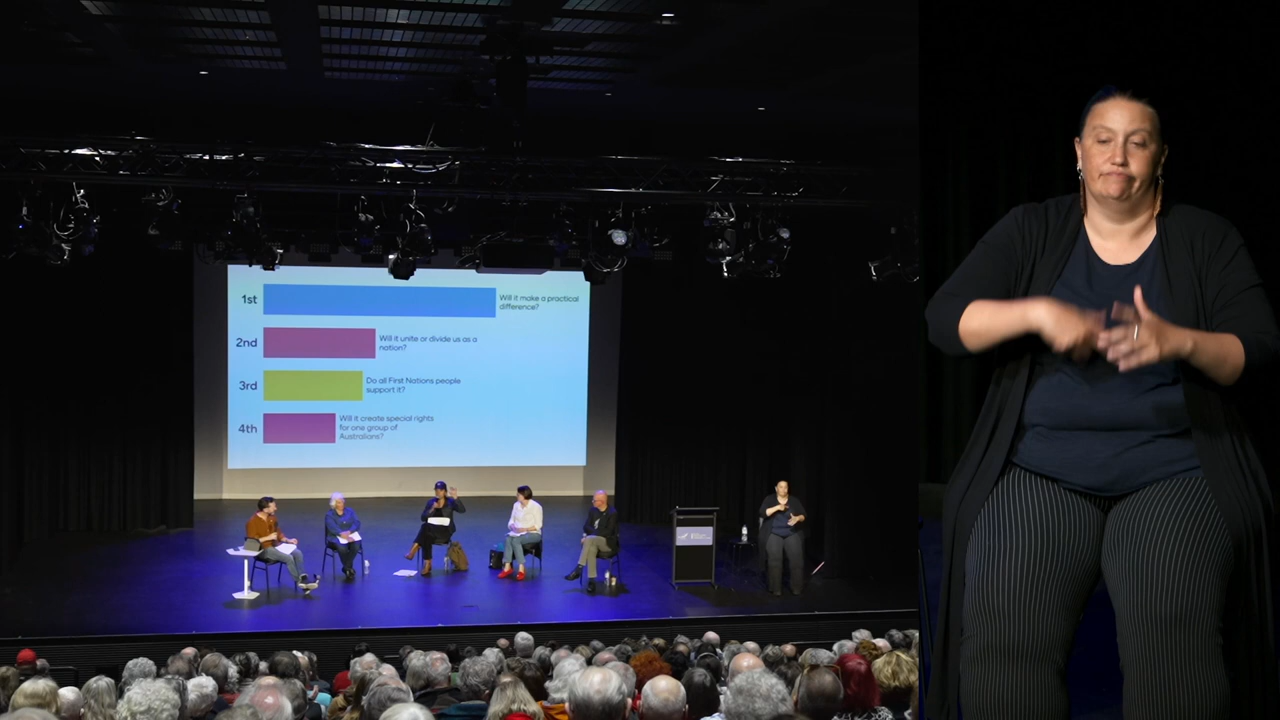 1st
Will it make a practical
difference?
2nd
Will it unite or divide us as a
nation?
3rd
Do all First Nations people
support it?
4th
Will it create special rights
for one group of
Australians?